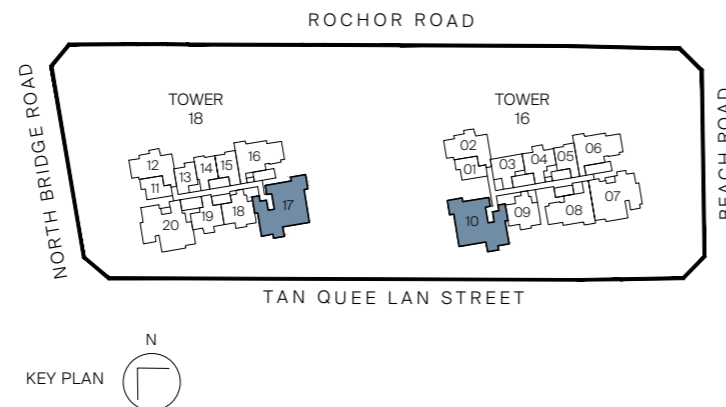 ROCHOR ROAD
NORTH BRIDGE ROAD
BEACH ROAD
TOWER
18
TOWER
16
12
11
13
14
15
16
17
18
19
20
02
01
03
04
05
06
07
08
09
10
TAN QUEE LAN STREET
N
KEY PLAN